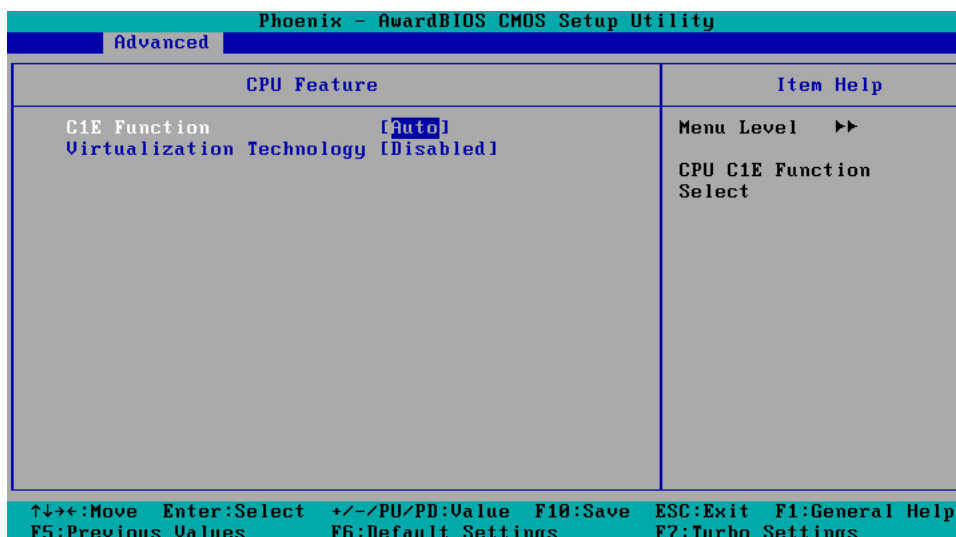 Phoenix - AwardBIOS CMOS Setup Utility
Advanced
CPU Feature
Item Help
C1E Function [Auto]
Virtualization Technology [Disabled]
Menu Level ▶▶
CPU C1E Function
Select
↑↓→←:Move Enter:Select +/-/PU/PD:Value F10:Save ESC:Exit F1:General Help
F5:Previous Values F6:Default Settings F7:Turbo Settings